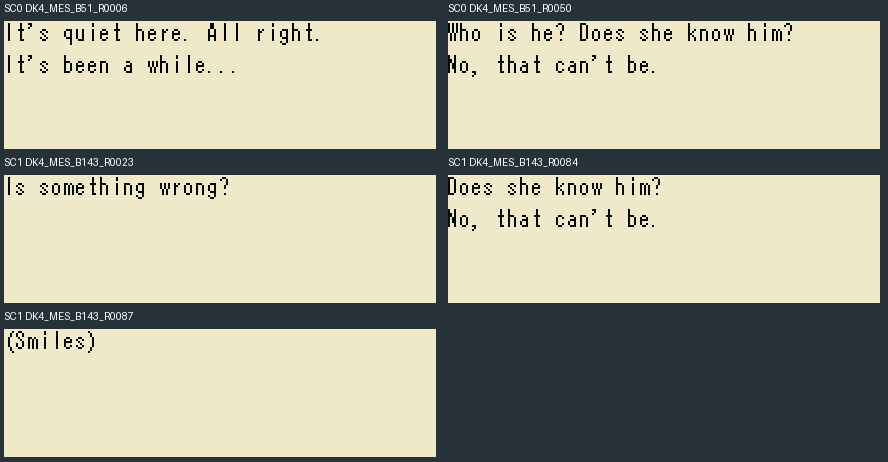 SC0 DK4_MES_B51_R0006
It's quiet here. All right.
It's been a while...
SC0 DK4_MES_B51_R0050
Who is he? Does she know him?
No, that can't be.
SC1 DK4_MES_B143_R0023
Is something wrong?
SC1 DK4_MES_B143_R0084
Does she know him?
No, that can't be.
SC1 DK4_MES_B143_R0087
(Smiles)